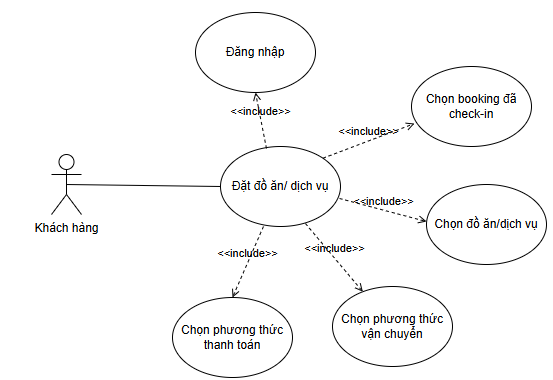 Đăng nhập
<<include>>
Chọn booking đã
check-in
<<include>>
Khách hàng
Đặt đồ ăn/ dịch vụ
<<include>>
Chọn đồ ăn/dịch vụ
<<include>>
<<include>>
Chọn phương thức
thanh toán
Chọn phương thức
vận chuyển